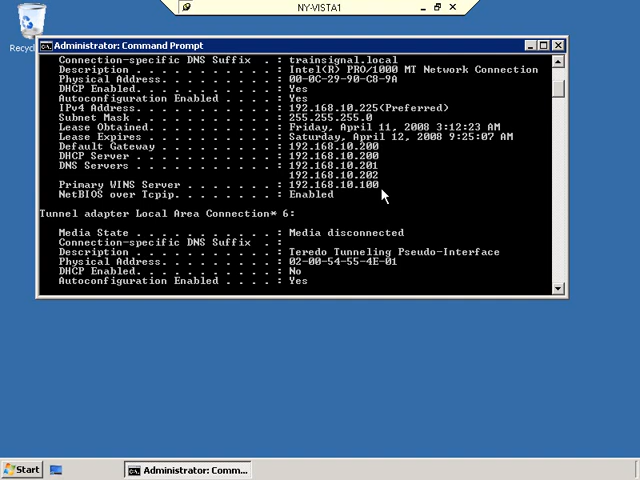 NY-VISTA1
Recyc
Administrator: Command Prompt
Connection-specific DNS Suffix . : trainsignal.local
Description . . . . . . . . . . . : Intel(R) PRO/1000 MT Network Connection
Physical Address. . . . . . . . . : 00-0C-29-90-C8-9A
DHCP Enabled. . . . . . . . . . . : Yes
Autoconfiguration Enabled . . . . : Yes
IPv4 Address. . . . . . . . . . . : 192.168.10.225(Preferred)
Subnet Mask . . . . . . . . . . . : 255.255.255.0
Lease Obtained. . . . . . . . . . : Friday, April 11, 2008 3:12:23 AM
Lease Expires . . . . . . . . . . : Saturday, April 12, 2008 9:25:07 AM
Default Gateway . . . . . . . . . : 192.168.10.200
DHCP Server . . . . . . . . . . . : 192.168.10.200
DNS Servers . . . . . . . . . . . : 192.168.10.201
192.168.10.202
Primary WINS Server . . . . . . . : 192.168.10.100
NetBIOS over Tcpip. . . . . . . . : Enabled
Tunnel adapter Local Area Connection* 6:
Media State . . . . . . . . . . . : Media disconnected
Connection-specific DNS Suffix . :
Description . . . . . . . . . . . : Teredo Tunneling Pseudo-Interface
Physical Address. . . . . . . . . : 02-00-54-55-4E-01
DHCP Enabled. . . . . . . . . . . : No
Autoconfiguration Enabled . . . . : Yes
Start
Administrator: Comm...